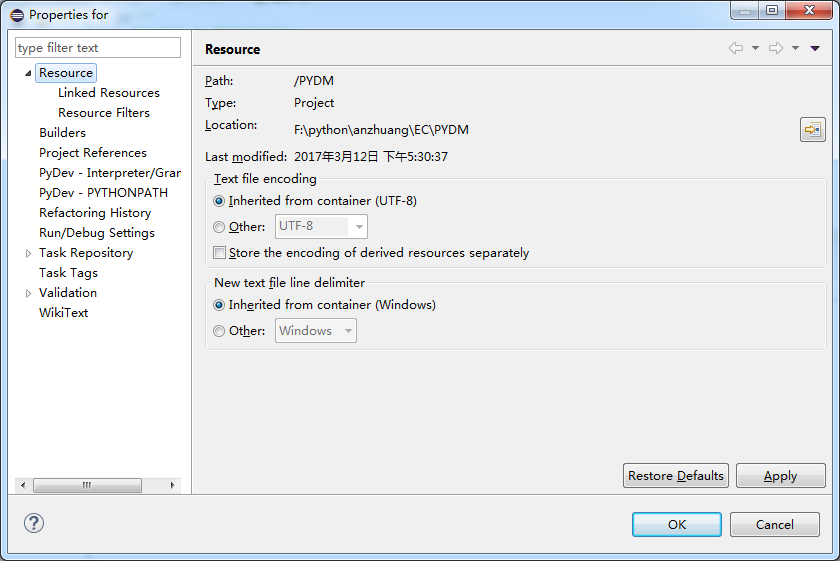 Properties for
type filter text
Resource
Linked Resources
Resource Filters
Builders
Project References
PyDev - Interpreter/Gran
PyDev - PYTHONPATH
Refactoring History
Run/Debug Settings
Task Repository
Task Tags
Validation
WikiText
Resource
Path: /PYDM
Type: Project
Location: F:\python\anzhuang\EC\PYDM
Last modified: 2017年3月12日 下午5:30:37
Text file encoding
Inherited from container (UTF-8)
Other: UTF-8
Store the encoding of derived resources separately
New text file line delimiter
Inherited from container (Windows)
Other: Windows
Restore Defaults Apply
OK Cancel